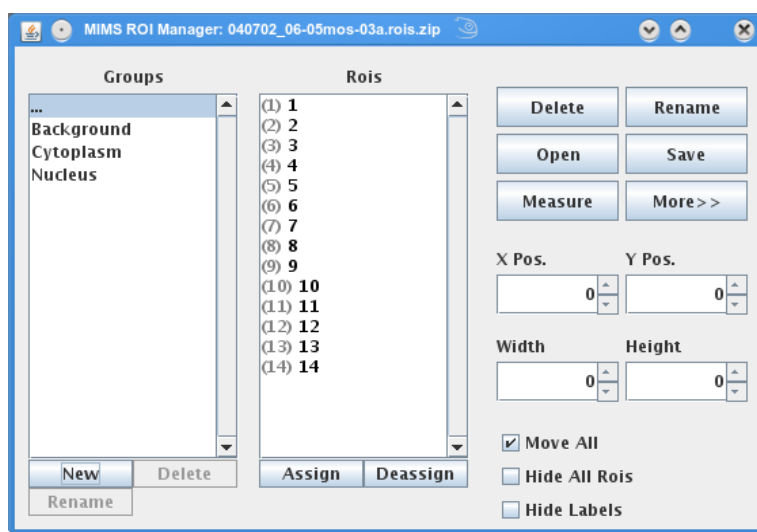 MIMS ROI Manager: 040702_06-05mos-03a.rois.zip
Groups
...
Background
Cytoplasm
Nucleus
New Delete
Rename
Rois
(1) 1
(2) 2
(3) 3
(4) 4
(5) 5
(6) 6
(7) 7
(8) 8
(9) 9
(10) 10
(11) 11
(12) 12
(13) 13
(14) 14
Assign Deassign
Delete Rename
Open Save
Measure More>>
X Pos. Y Pos.
0 0
Width Height
0 0
Move All
Hide All Rois
Hide Labels